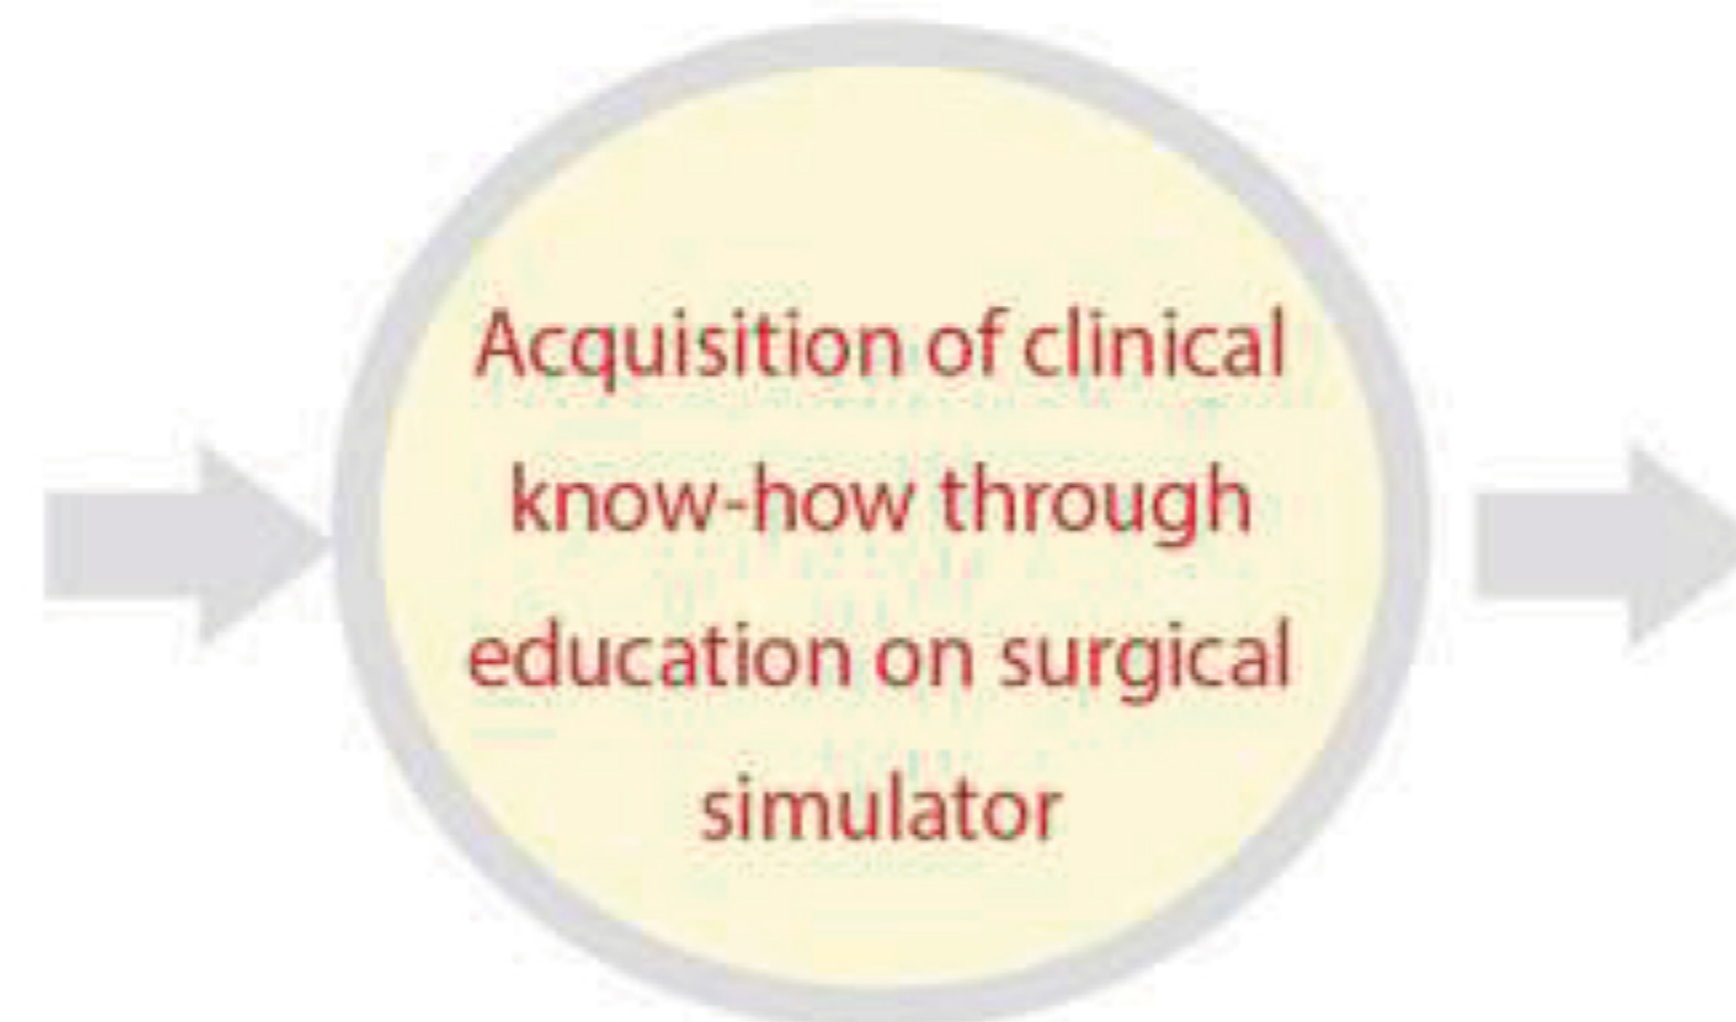 Acquisition of clinical
know-how through
education on surgical
simulator